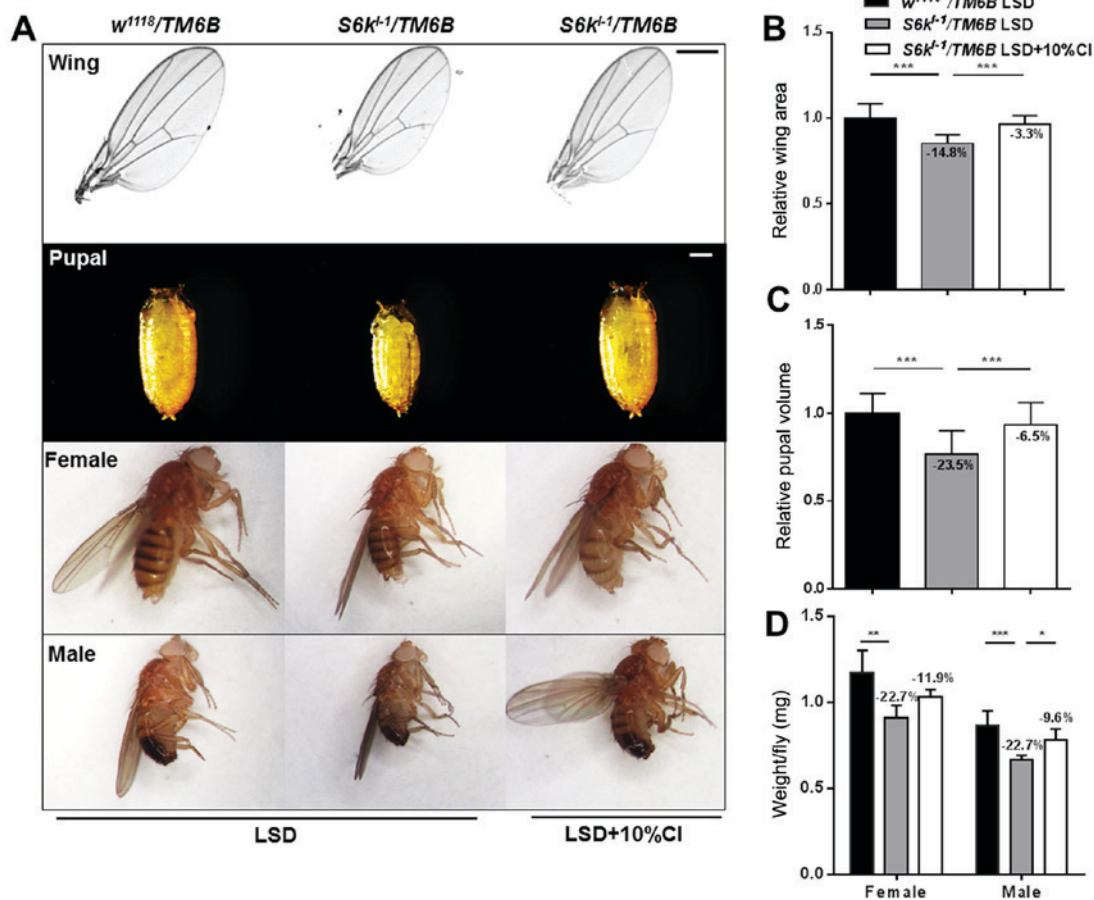 A
w1118/TM6B S6kl-1/TM6B S6kl-1/TM6B
Wing
Pupal
Female
Male
LSD LSD+10%CI
B
w1118/TM6B LSD
S6kl-1/TM6B LSD
S6kl-1/TM6B LSD+10%CI
Relative wing area
1.5
1.0
0.5
0.0
***
***
-14.8%
-3.3%
C
Relative pupal volume
1.5
1.0
0.5
0.0
***
***
-23.5%
-6.5%
D
Weight/fly (mg)
1.5
1.0
0.5
0.0
**
***
*
-22.7%
-11.9%
-22.7%
-9.6%
Female Male